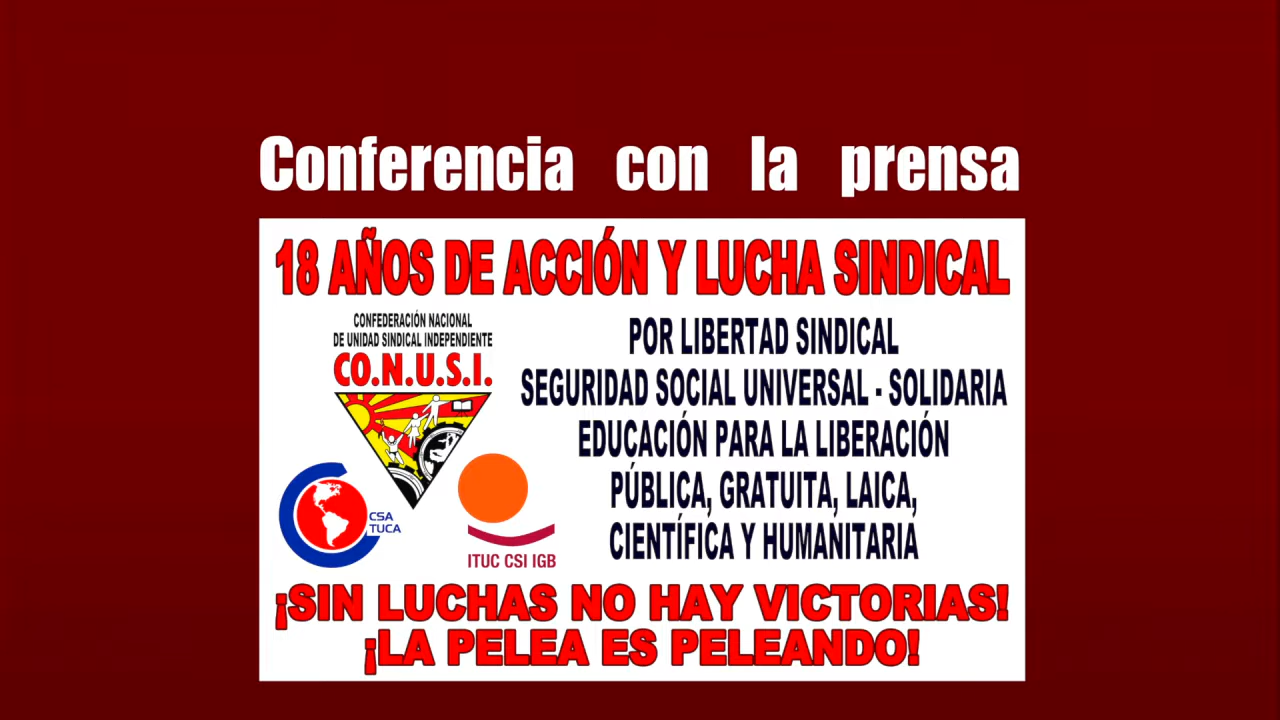 Conferencia con la prensa
18 AÑOS DE ACCIÓN Y LUCHA SINDICAL
CONFEDERACIÓN NACIONAL
DE UNIDAD SINDICAL INDEPENDIENTE
CO.N.U.S.I.
CSA
TUCA
ITUC CSI IGB
POR LIBERTAD SINDICAL
SEGURIDAD SOCIAL UNIVERSAL - SOLIDARIA
EDUCACIÓN PARA LA LIBERACIÓN
PÚBLICA, GRATUITA, LAICA,
CIENTÍFICA Y HUMANITARIA
¡SIN LUCHAS NO HAY VICTORIAS!
¡LA PELEA ES PELEANDO!